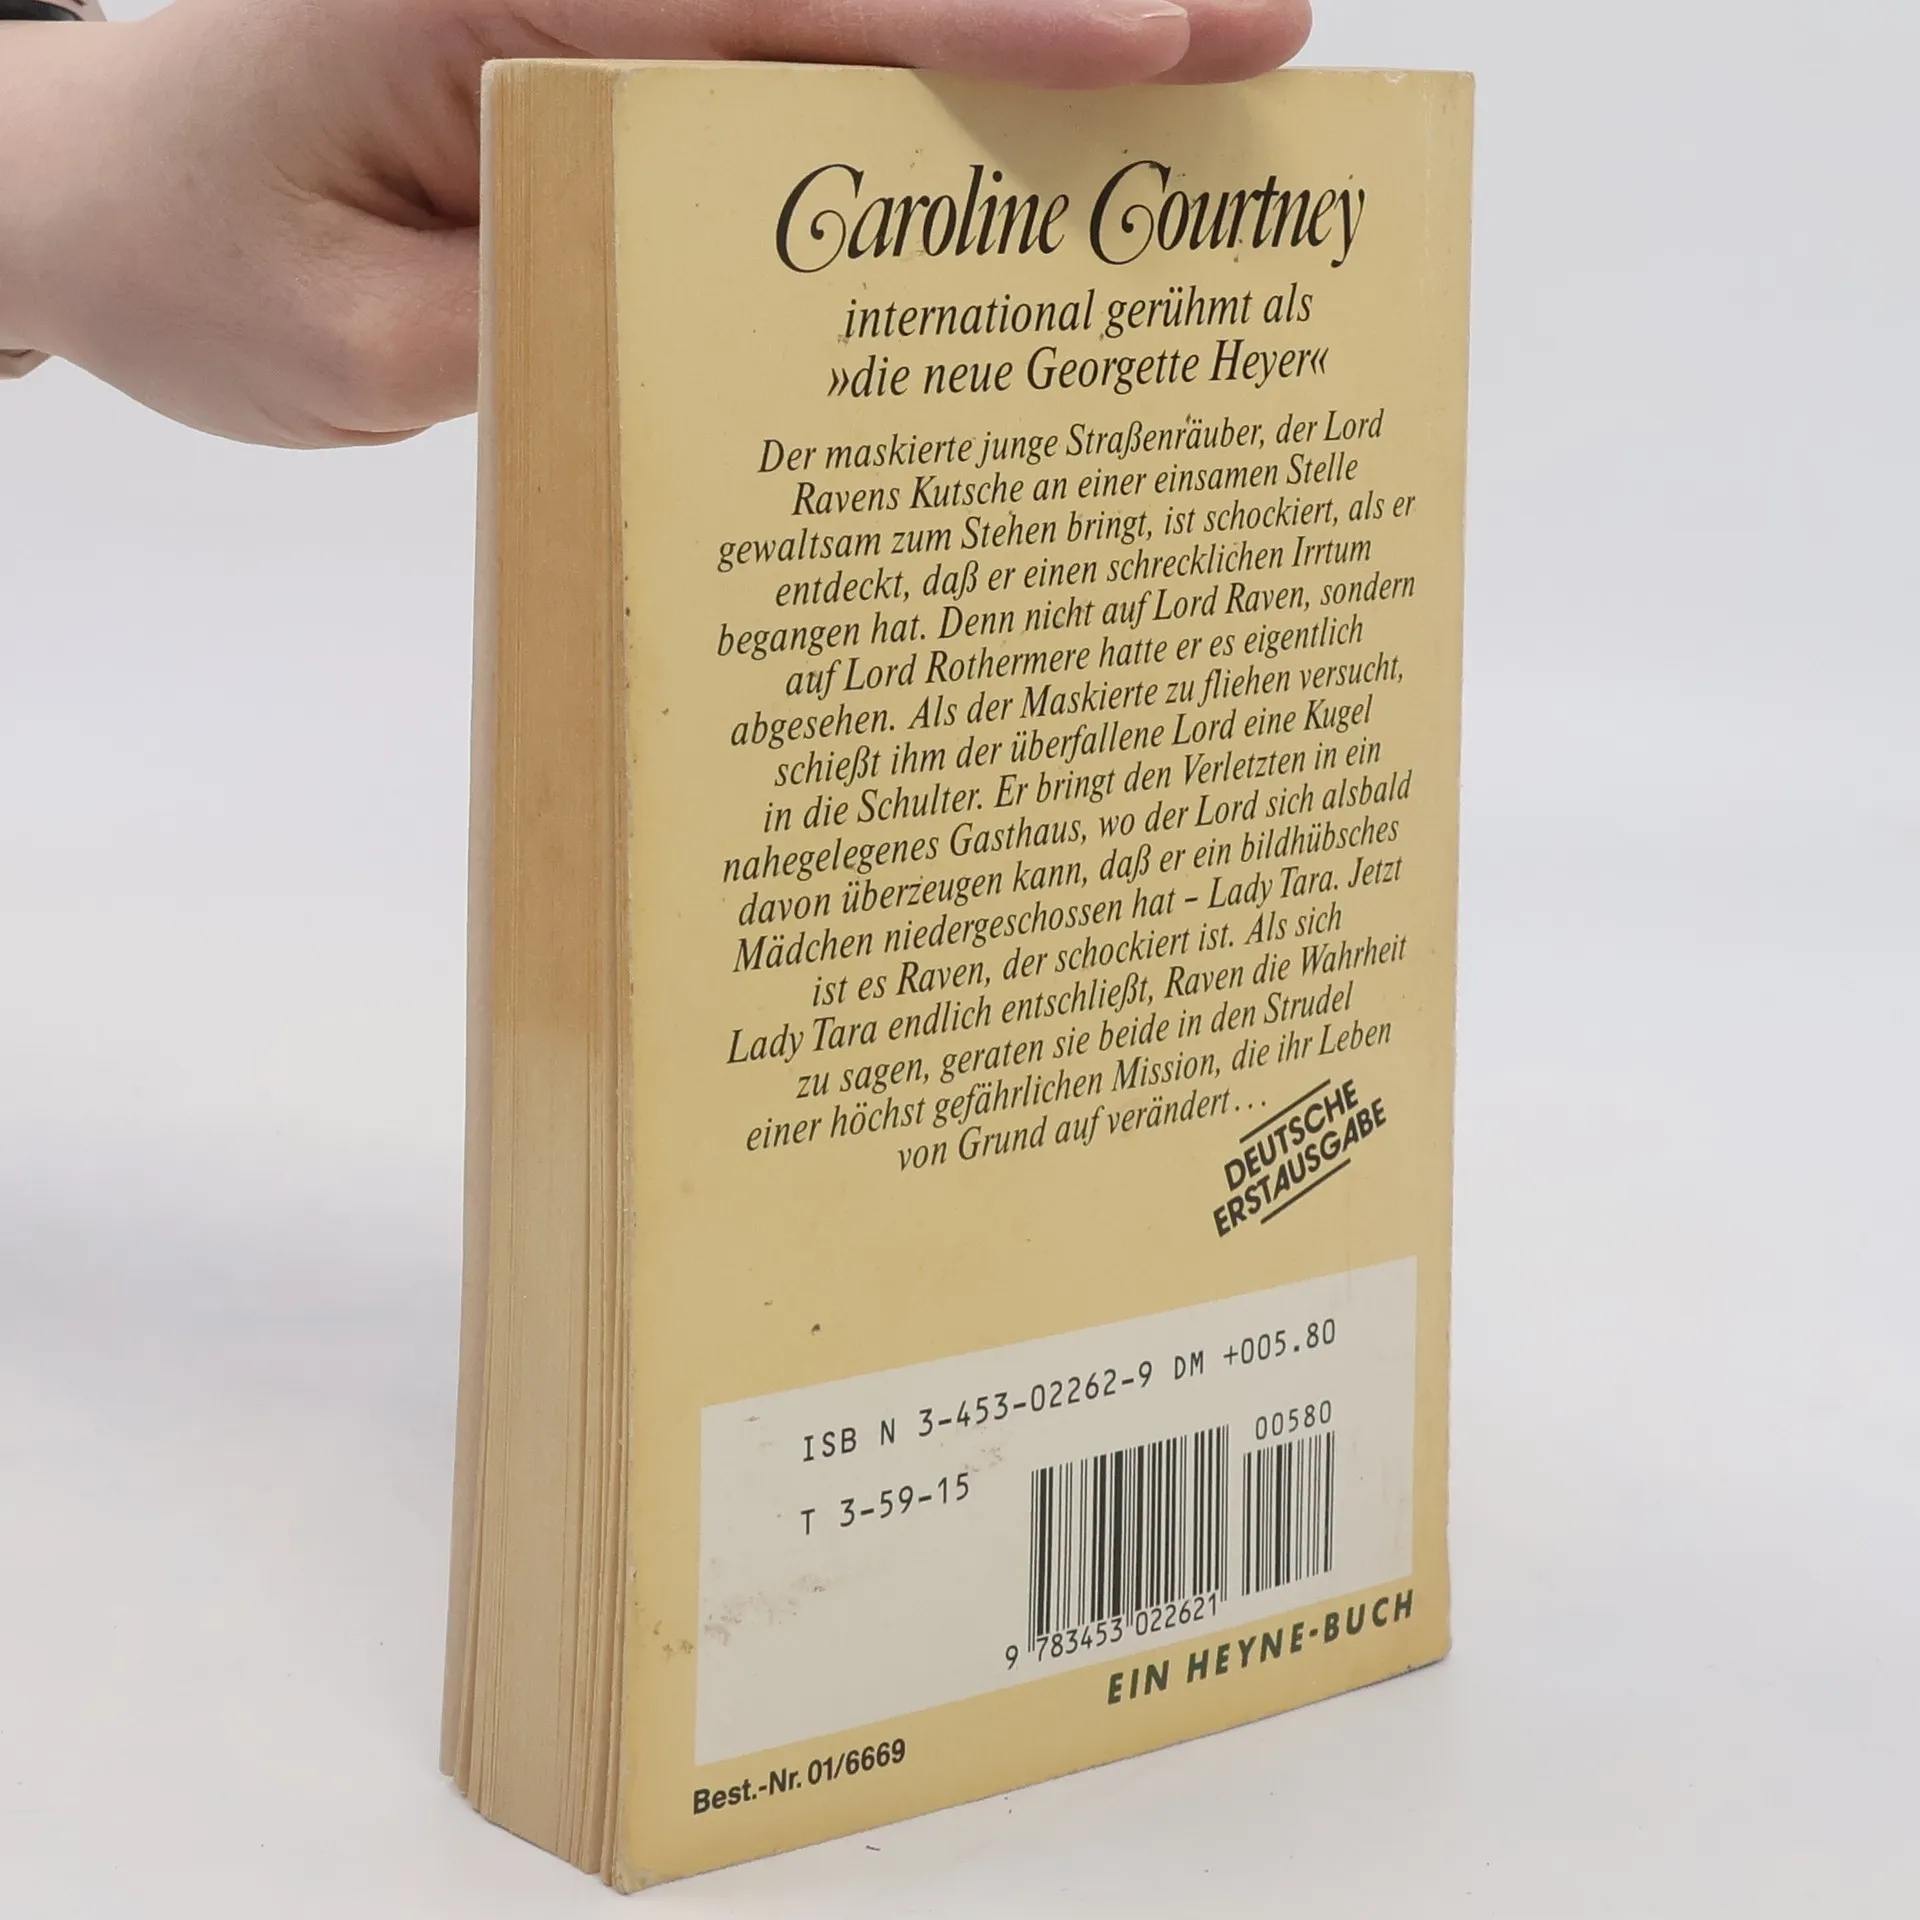 Caroline Courtney
international gerühmt als
»die neue Georgette Heyer«
Der maskierte junge Straßenräuber, der Lord
Ravens Kutsche an einer einsamen Stelle
gewaltsam zum Stehen bringt, ist schockiert, als er
entdeckt, daß er einen schrecklichen Irrtum
begangen hat. Denn nicht auf Lord Raven, sondern
auf Lord Rothermere hatte er es eigentlich
abgesehen. Als der Maskierte zu fliehen versucht,
schießt ihm der überfallene Lord eine Kugel
in die Schulter. Er bringt den Verletzten in ein
nahegelegenes Gasthaus, wo der Lord sich alsbald
davon überzeugen kann, daß er ein bildhübsches
Mädchen niedergeschossen hat – Lady Tara. Jetzt
ist es Raven, der schockiert ist. Als sich
Lady Tara endlich entschließt, Raven die Wahrheit
zu sagen, geraten sie beide in den Strudel
einer höchst gefährlichen Mission, die ihr Leben
von Grund auf verändert...
DEUTSCHE
ERSTAUSGABE
ISB N 3-453-02262-9 DM +005.80
00580
T 3-59-15
9 783453 022621
EIN HEYNE-BUCH
Best.-Nr. 01/6669